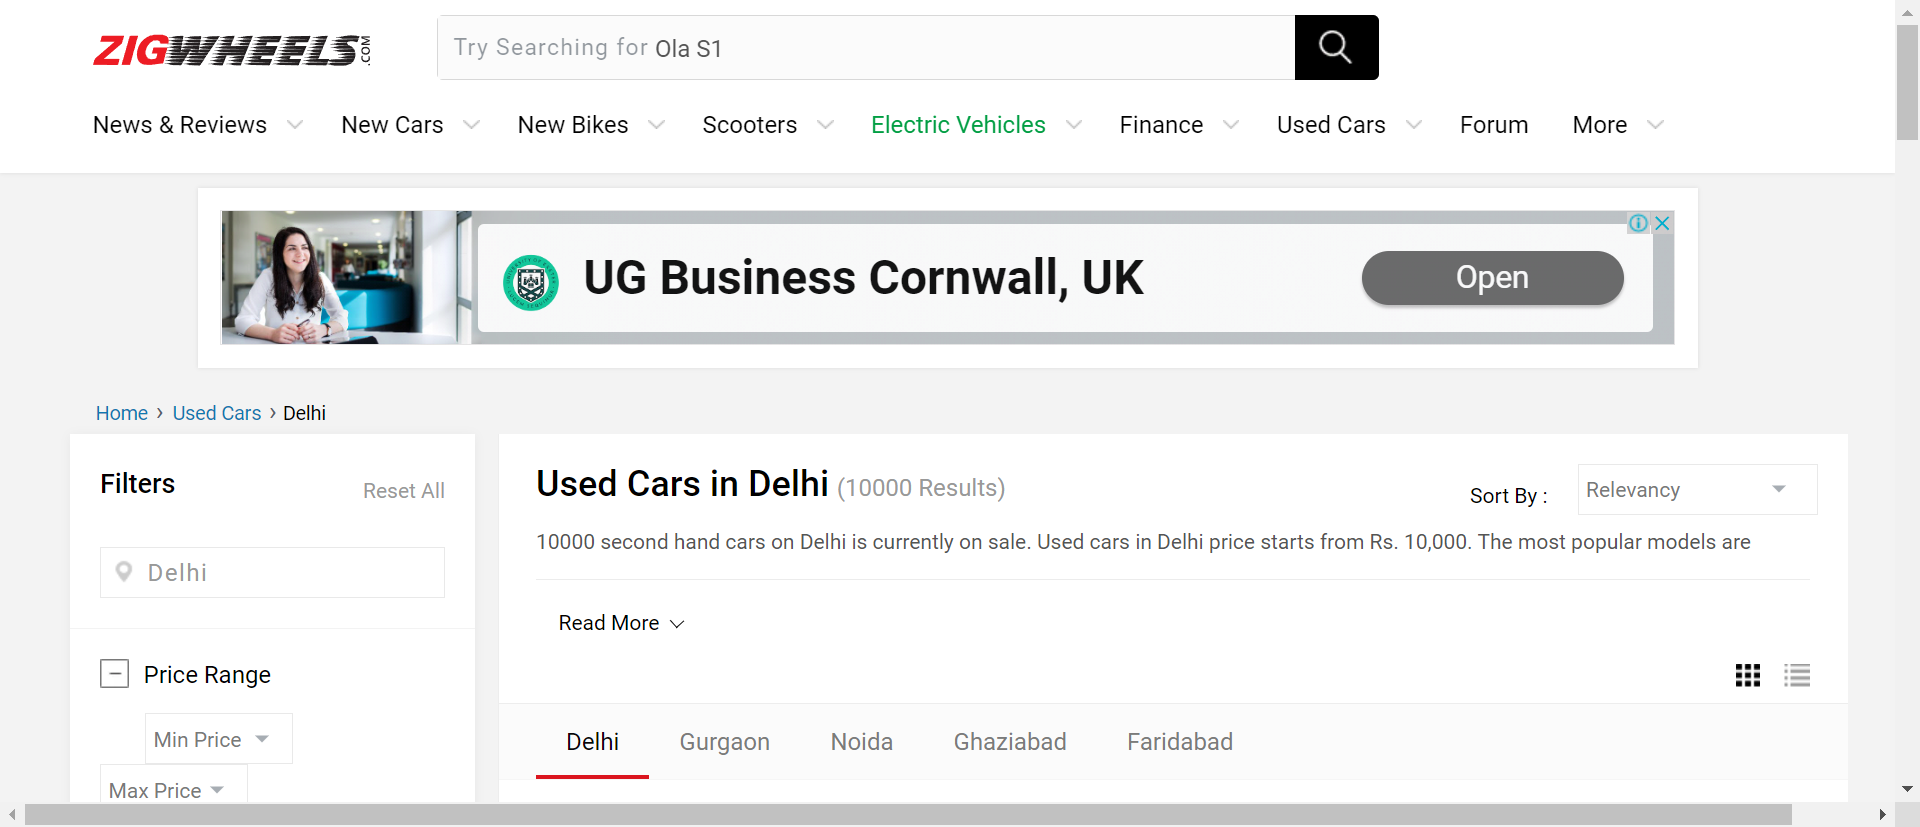 ZIGWHEELS.COM
Try Searching for Ola S1
News & Reviews New Cars New Bikes Scooters Electric Vehicles Finance Used Cars Forum More
UG Business Cornwall, UK
Open
Home › Used Cars › Delhi
Filters
Reset All
Delhi
Price Range
Min Price
Max Price
Used Cars in Delhi (10000 Results)
Sort By :
Relevancy
10000 second hand cars on Delhi is currently on sale. Used cars in Delhi price starts from Rs. 10,000. The most popular models are
Read More
Delhi Gurgaon Noida Ghaziabad Faridabad